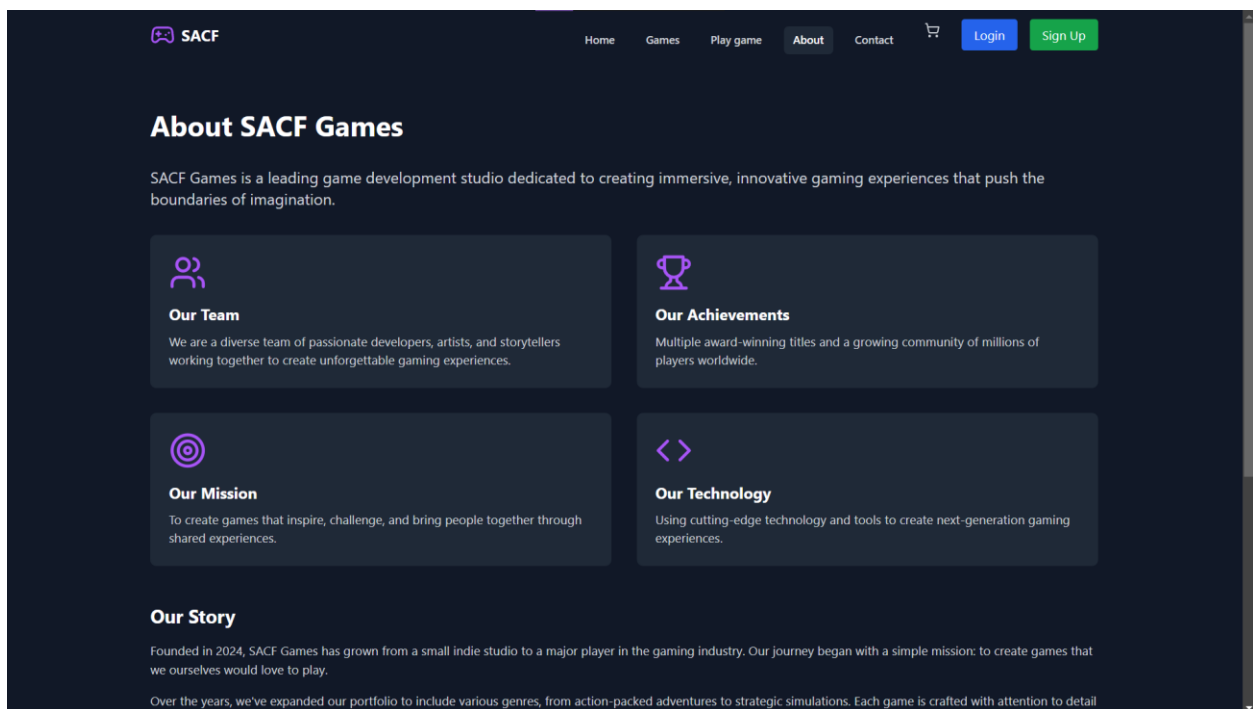 SACF
Home Games Play game About Contact Login Sign Up
About SACF Games
SACF Games is a leading game development studio dedicated to creating immersive, innovative gaming experiences that push the
boundaries of imagination.
Our Team
We are a diverse team of passionate developers, artists, and storytellers
working together to create unforgettable gaming experiences.
Our Achievements
Multiple award-winning titles and a growing community of millions of
players worldwide.
Our Mission
To create games that inspire, challenge, and bring people together through
shared experiences.
Our Technology
Using cutting-edge technology and tools to create next-generation gaming
experiences.
Our Story
Founded in 2024, SACF Games has grown from a small indie studio to a major player in the gaming industry. Our journey began with a simple mission: to create games that
we ourselves would love to play.
Over the years, we've expanded our portfolio to include various genres, from action-packed adventures to strategic simulations. Each game is crafted with attention to detail